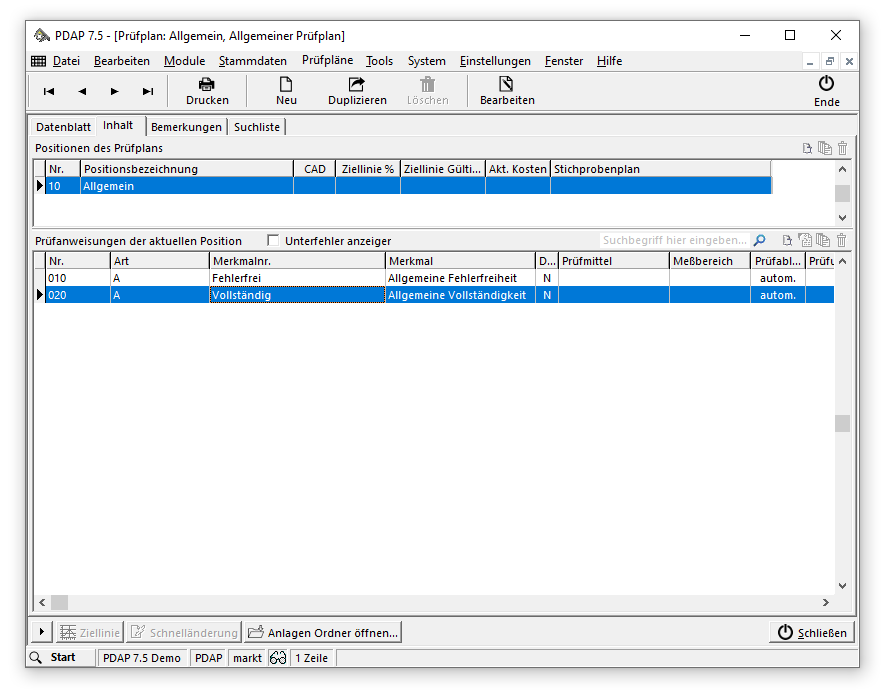 PDAP 7.5 - [Prüfplan: Allgemein, Allgemeiner Prüfplan]
Datei Bearbeiten Module Stammdaten Prüfpläne Tools System Einstellungen Fenster Hilfe
Drucken Neu Duplizieren Löschen Bearbeiten Ende
Datenblatt Inhalt Bemerkungen Suchliste
Positionen des Prüfplans
Nr. Positionsbezeichnung CAD Ziellinie % Ziellinie Gülti... Akt. Kosten Stichprobenplan
10 Allgemein
Prüfanweisungen der aktuellen Position Unterfehler anzeiger Suchbegriff hier eingeben...
Nr. Art Merkmalnr. Merkmal D... Prüfmittel Meßbereich Prüfabl... Prüfu
010 A Fehlerfrei Allgemeine Fehlerfreiheit N autom.
020 A Vollständig Allgemeine Vollständigkeit N autom.
Ziellinie Schnelländerung Anlagen Ordner öffnen... Schließen
Start PDAP 7.5 Demo PDAP markt 1 Zeile